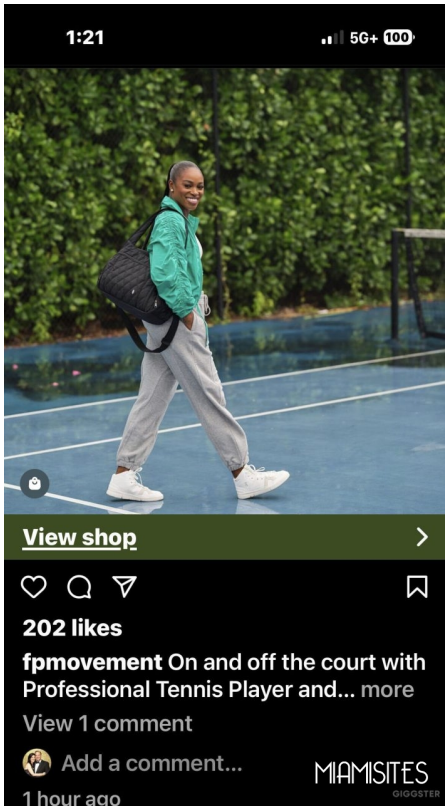 1:21
5G+ 100
View shop
202 likes
fpmovement On and off the court with
Professional Tennis Player and... more
View 1 comment
Add a comment...
MIAMISITES
GIGGSTER
1 hour ago